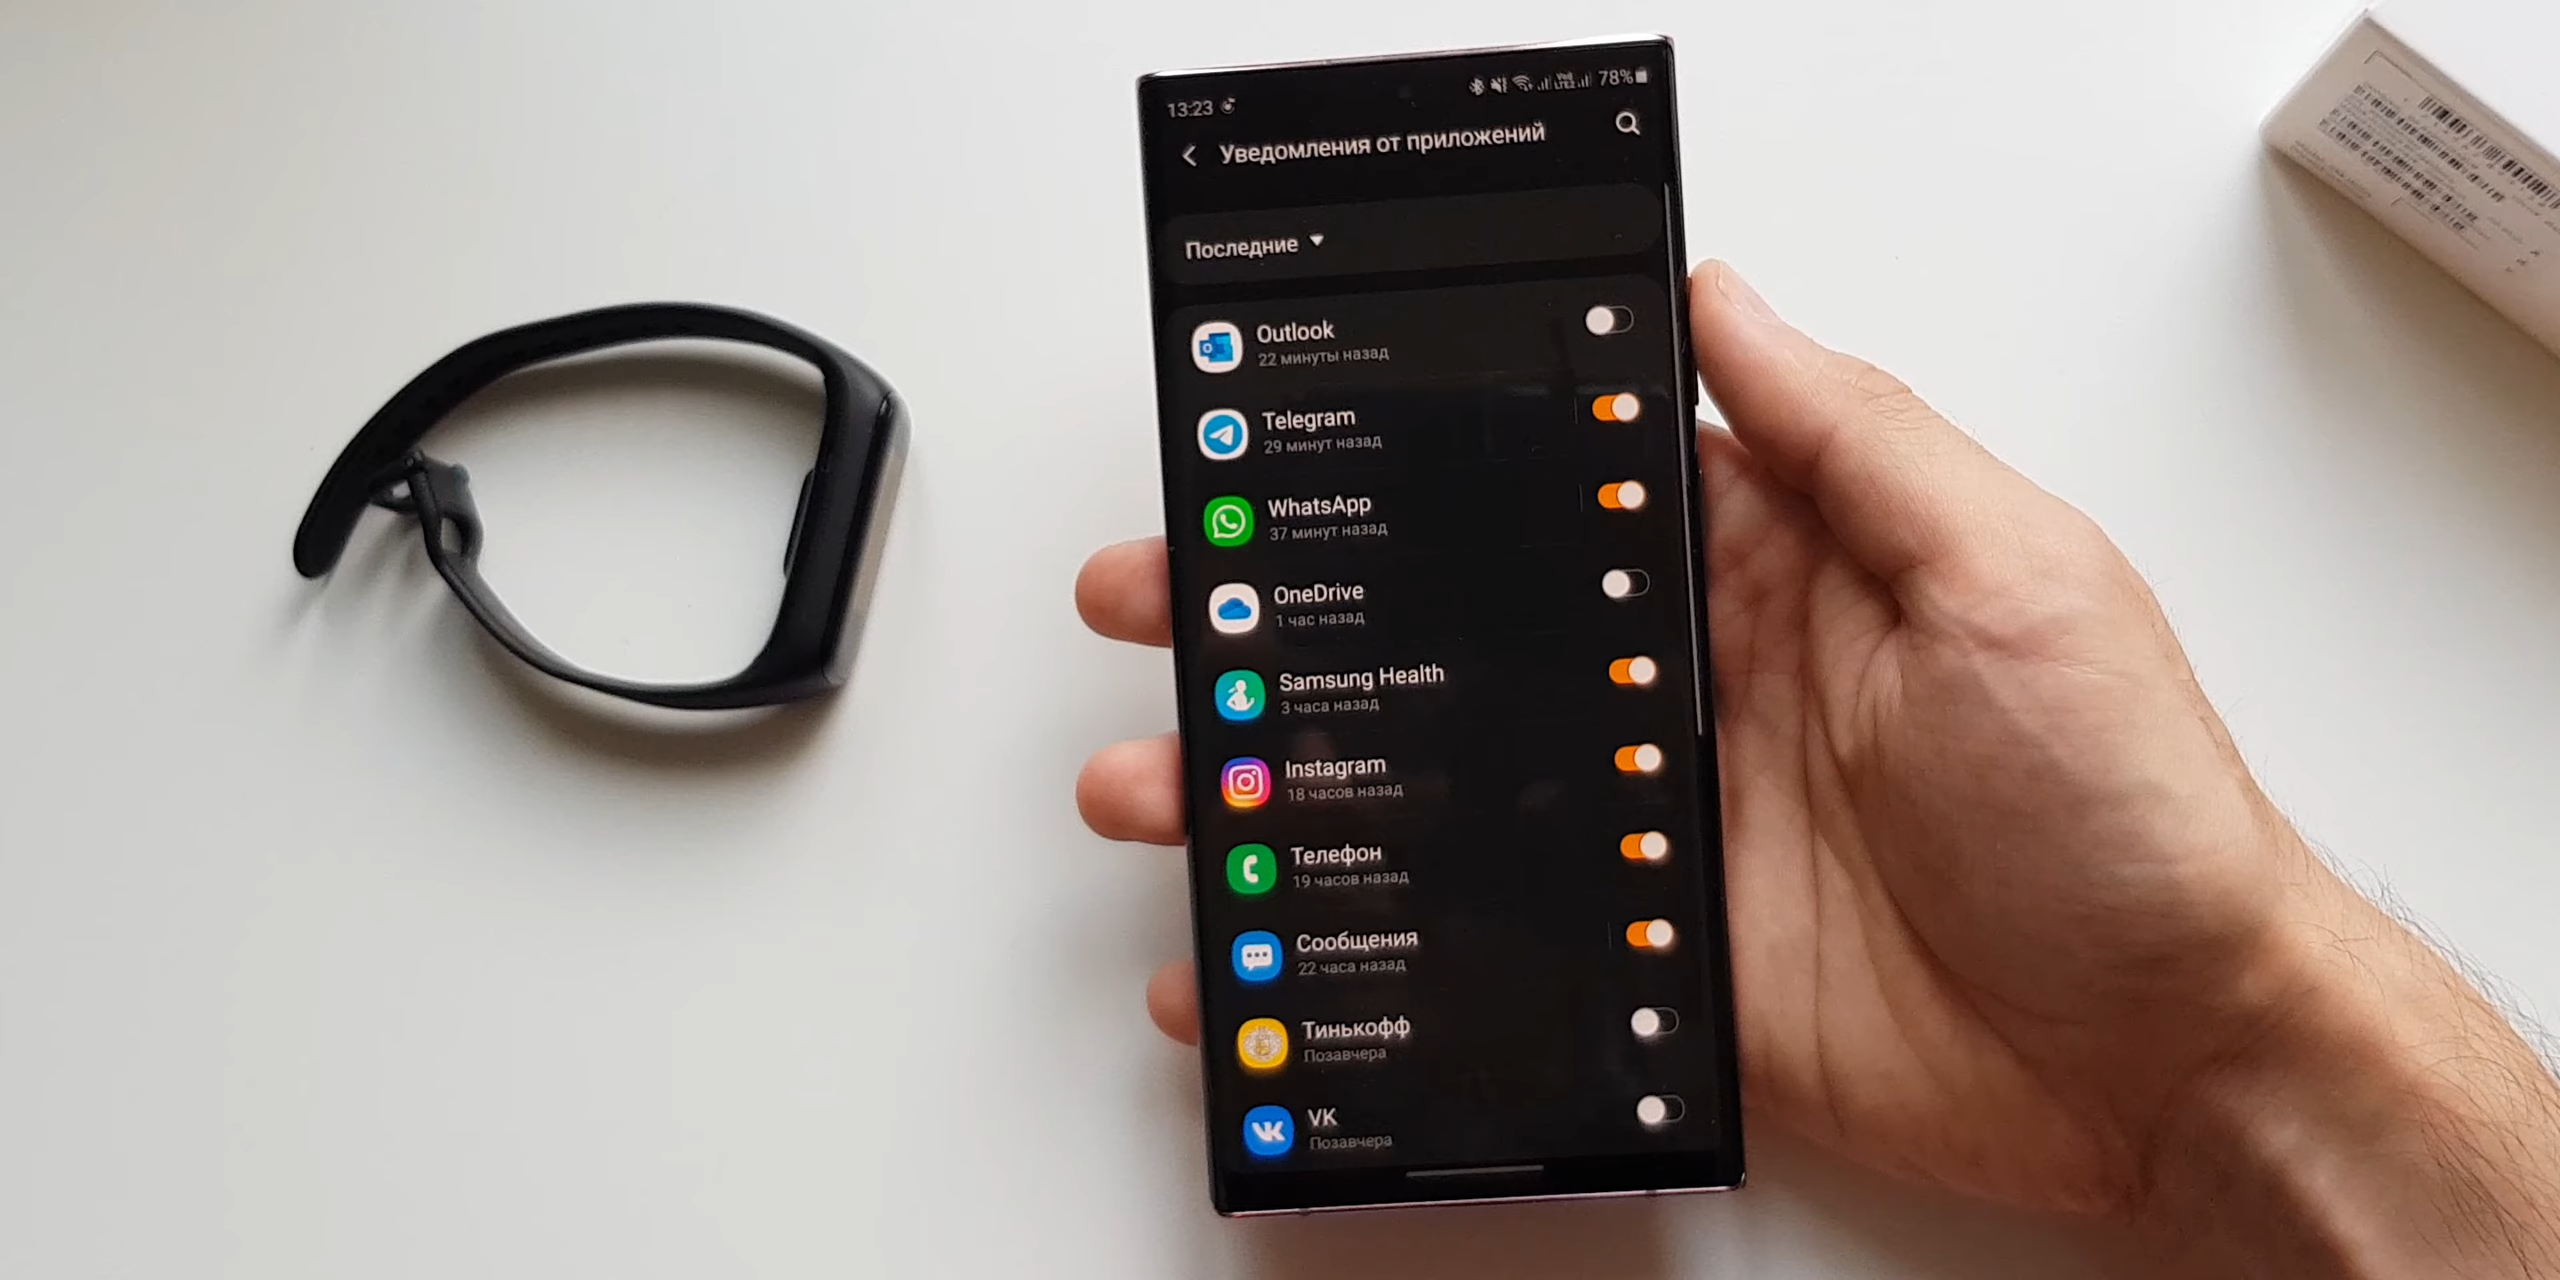 13:23
78%
Уведомления от приложений
Последние
Outlook
22 минуты назад
Telegram
29 минут назад
WhatsApp
37 минут назад
OneDrive
1 час назад
Samsung Health
3 часа назад
Instagram
18 часов назад
Телефон
19 часов назад
Сообщения
22 часа назад
Тинькофф
Позавчера
VK
Позавчера